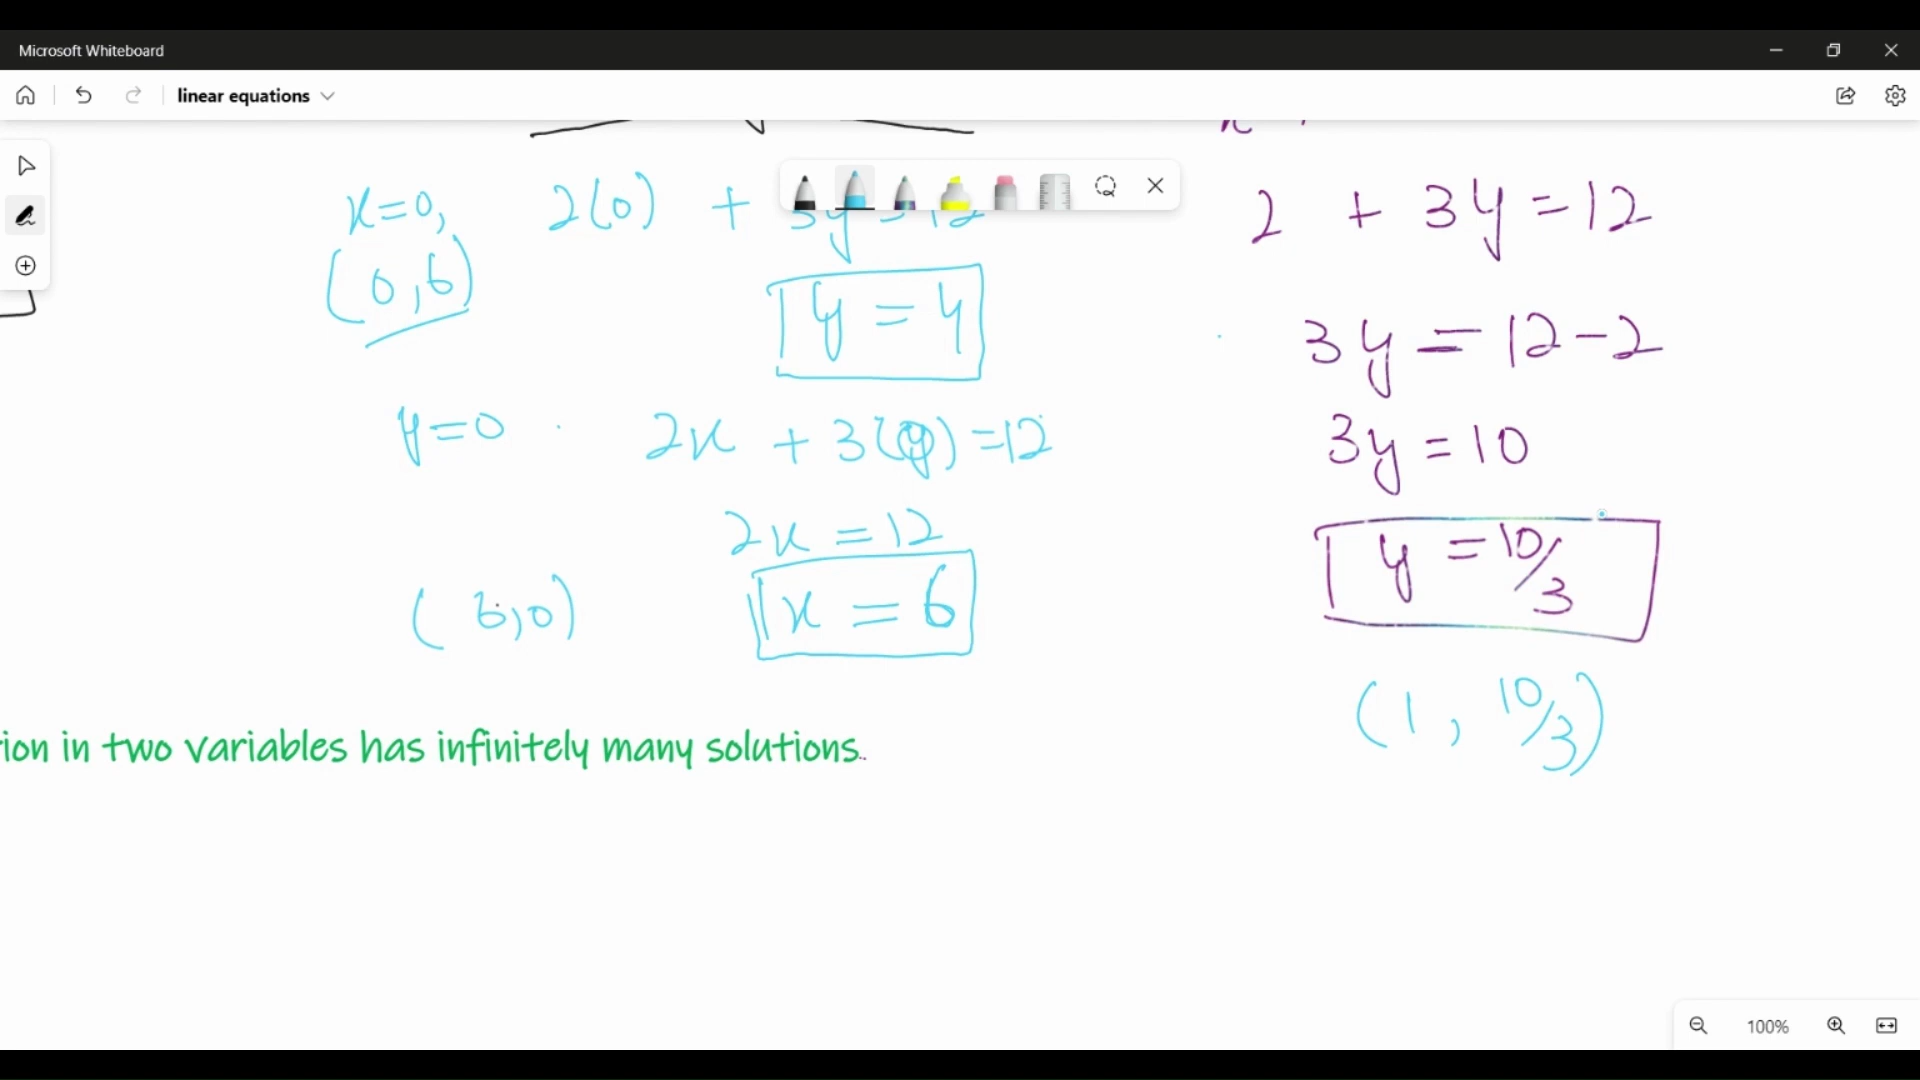 Microsoft Whiteboard
linear equations
x=0, 2(0) + 3y=12
(0,6)
y = 4
y=0 2x + 3(y) =12
2x = 12
x = 6
(6,0)
2 + 3y=12
3y = 12-2
3y = 10
y = 10/3
(1, 10/3)
ion in two variables has infinitely many solutions.
100%